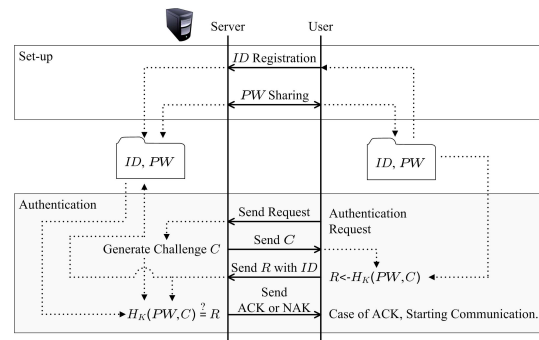 Server
User
Set-up
ID Registration
PW Sharing
ID, PW
ID, PW
Authentication
Send Request
Authentication
Request
Generate Challenge C
Send C
Send R with ID
R<-H_K(PW,C)
Send
ACK or NAK
H_K(PW,C) ≟ R
Case of ACK, Starting Communication.